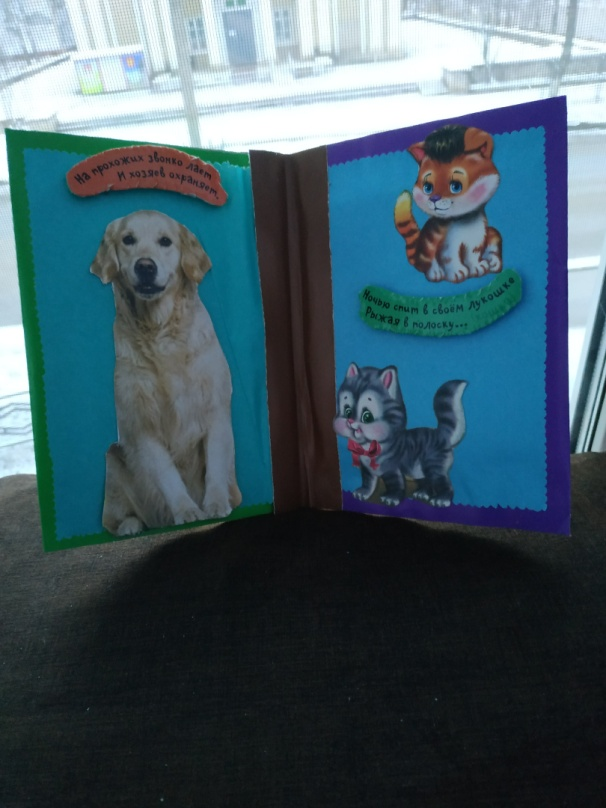 На прохожих звонко лает
И хозяев охраняет.
Ночью спит в своём лукошке
Рыжая в полоску...